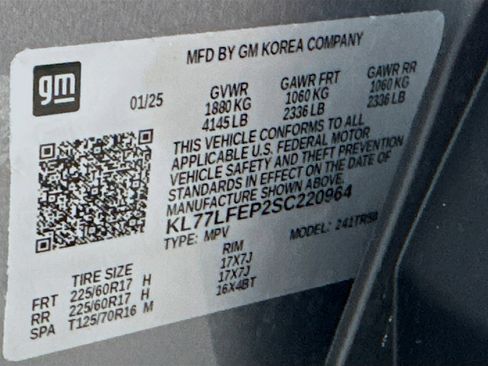 gm
MFD BY GM KOREA COMPANY
01/25 GVWR GAWR FRT GAWR RR
1880 KG 1060 KG 1060 KG
4145 LB 2336 LB 2336 LB
THIS VEHICLE CONFORMS TO ALL
APPLICABLE U.S. FEDERAL MOTOR
VEHICLE SAFETY AND THEFT PREVENTION
STANDARDS IN EFFECT ON THE DATE OF
MANUFACTURE SHOWN ABOVE.
KL77LFEP2SC220964
TYPE: MPV MODEL:
TIRE SIZE RIM
FRT 225/60R17 H 17X7J
RR 225/60R17 H 17X7J
SPA T125/70R16 M 16X4BT